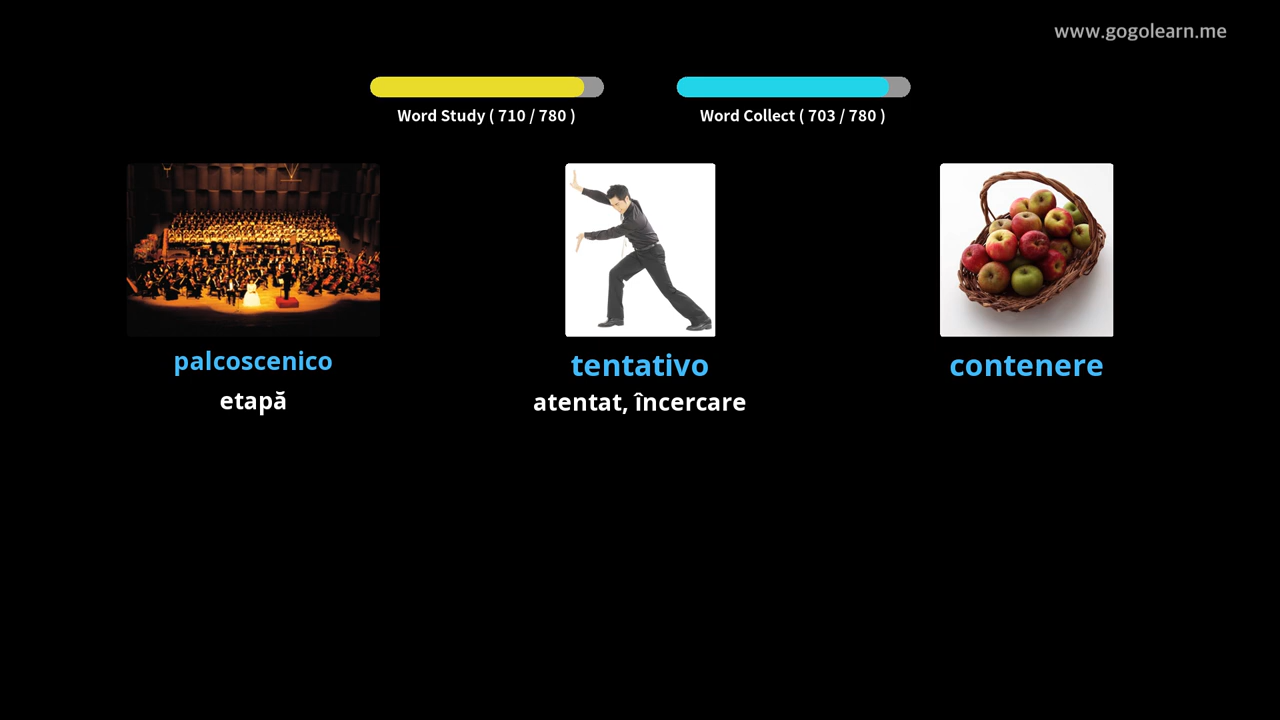 www.gogolearn.me
Word Study ( 710 / 780 )
Word Collect ( 703 / 780 )
palcoscenico
tentativo
contenere
etapă
atentat, încercare